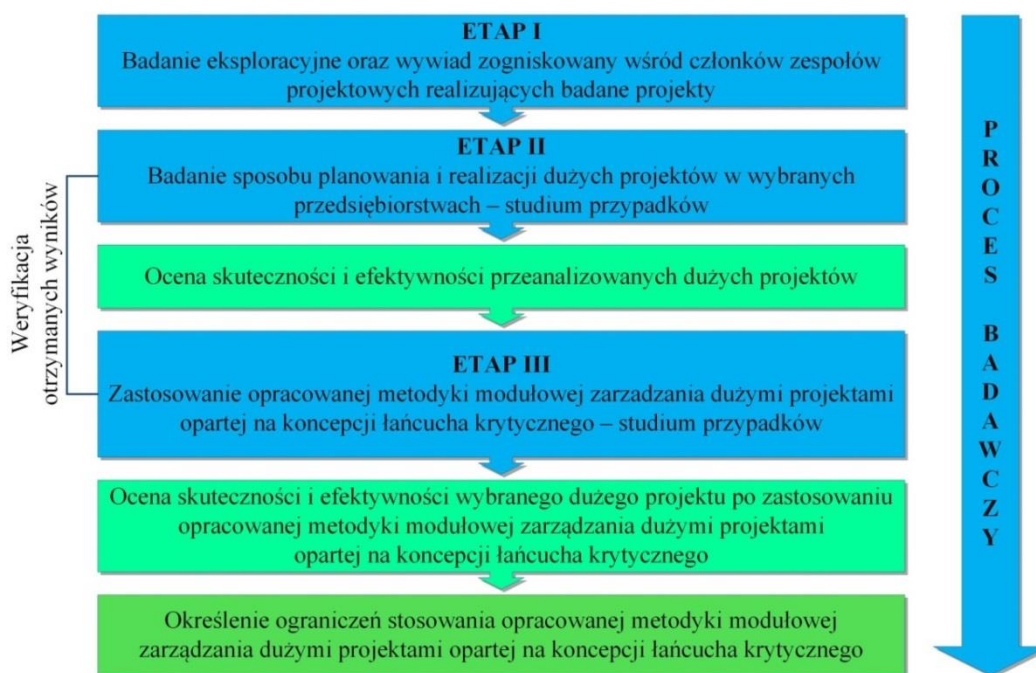 ETAP I
Badanie eksploracyjne oraz wywiad zogniskowany wśród członków zespołów
projektowych realizujących badane projekty
ETAP II
Badanie sposobu planowania i realizacji dużych projektów w wybranych
przedsiębiorstwach – studium przypadków
Ocena skuteczności i efektywności przeanalizowanych dużych projektów
ETAP III
Zastosowanie opracowanej metodyki modułowej zarzadzania dużymi projektami
opartej na koncepcji łańcucha krytycznego – studium przypadków
Ocena skuteczności i efektywności wybranego dużego projektu po zastosowaniu
opracowanej metodyki modułowej zarządzania dużymi projektami
opartej na koncepcji łańcucha krytycznego
Określenie ograniczeń stosowania opracowanej metodyki modułowej
zarządzania dużymi projektami opartej na koncepcji łańcucha krytycznego
Weryfikacja
otrzymanych wyników
PROCES BADAWCZY